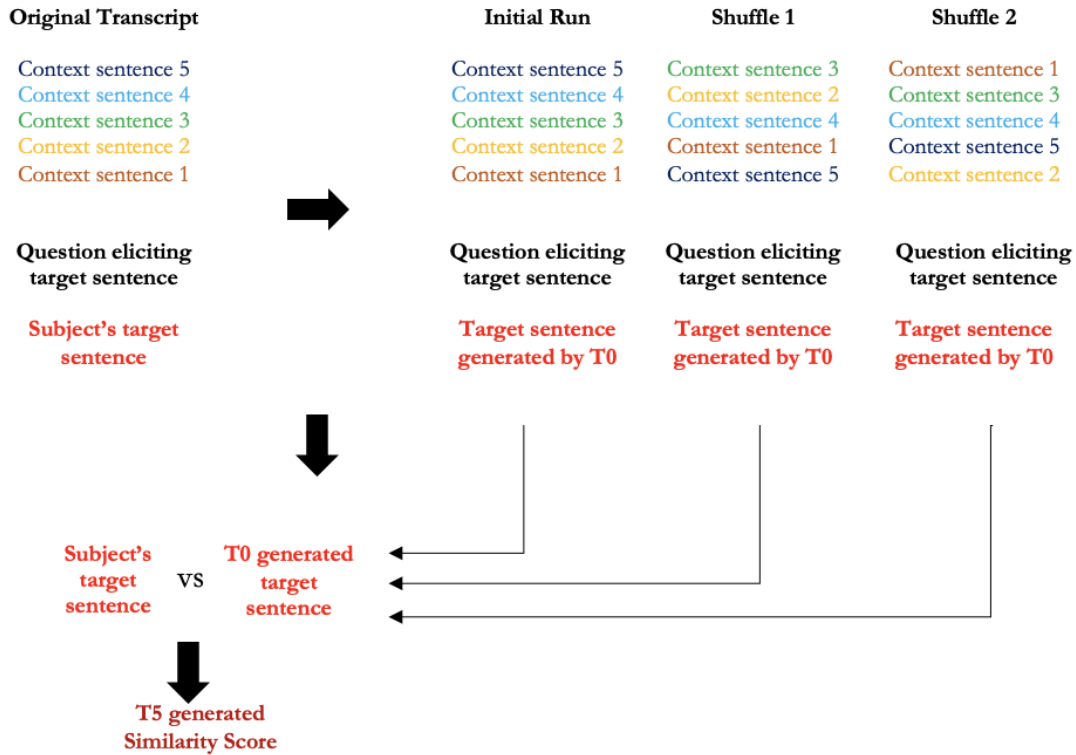 Original Transcript
Context sentence 5
Context sentence 4
Context sentence 3
Context sentence 2
Context sentence 1
Question eliciting
target sentence
Subject's target
sentence
Initial Run
Context sentence 5
Context sentence 4
Context sentence 3
Context sentence 2
Context sentence 1
Question eliciting
target sentence
Target sentence
generated by T0
Shuffle 1
Context sentence 3
Context sentence 2
Context sentence 4
Context sentence 1
Context sentence 5
Question eliciting
target sentence
Target sentence
generated by T0
Shuffle 2
Context sentence 1
Context sentence 3
Context sentence 4
Context sentence 5
Context sentence 2
Question eliciting
target sentence
Target sentence
generated by T0
Subject's
target
sentence
vs
T0 generated
target
sentence
T5 generated
Similarity Score